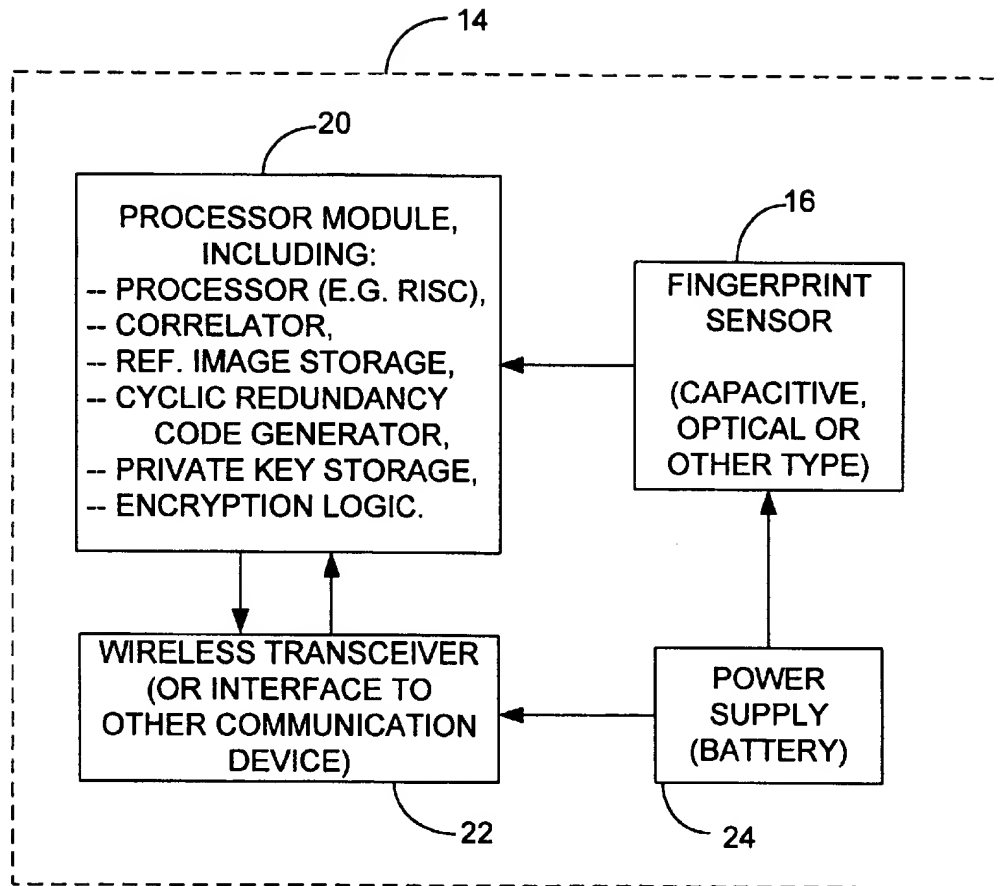 14
20
PROCESSOR MODULE,
INCLUDING:
-- PROCESSOR (E.G. RISC),
-- CORRELATOR,
-- REF. IMAGE STORAGE,
-- CYCLIC REDUNDANCY
CODE GENERATOR,
-- PRIVATE KEY STORAGE,
-- ENCRYPTION LOGIC.
16
FINGERPRINT
SENSOR
(CAPACITIVE,
OPTICAL OR
OTHER TYPE)
WIRELESS TRANSCEIVER
(OR INTERFACE TO
OTHER COMMUNICATION
DEVICE)
22
POWER
SUPPLY
(BATTERY)
24